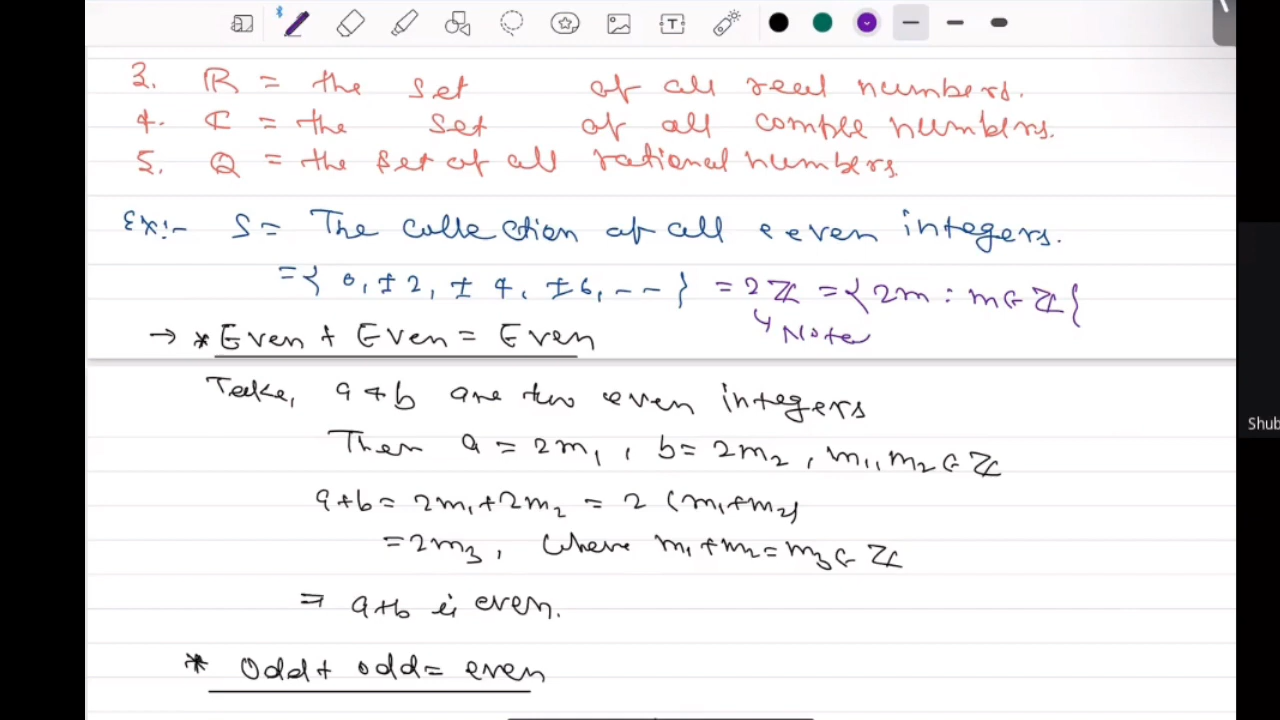 3. ℝ = the set of all real numbers.
4. ℂ = the set of all comple numbers.
5. Q = the set of all rational numbers
Ex:- S = The collection of all eeven integers.
= { 0, ±2, ±4, ±6, -- } = 2ℤ = {2m : m∈ℤ}
↳ Note
→ * Even + Even = Even
Take, a & b are two even integers
Then a = 2m₁, b = 2m₂, m₁, m₂ ∈ ℤ
a+b = 2m₁+2m₂ = 2 (m₁+m₂)
= 2m₃, where m₁+m₂ = m₃ ∈ ℤ
⇒ a+b is even.
* Odd + odd = even
Shub